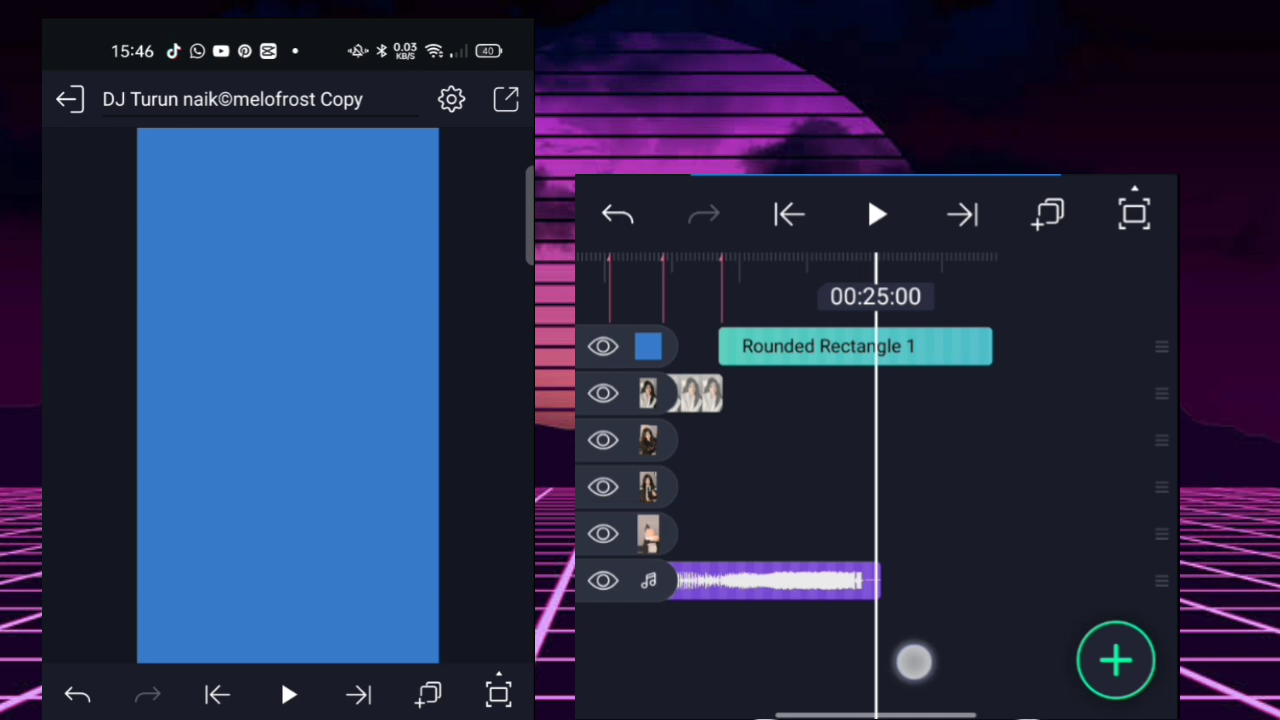 15:46
0.03
KB/S
40
DJ Turun naik©melofrost Copy
00:25:00
Rounded Rectangle 1